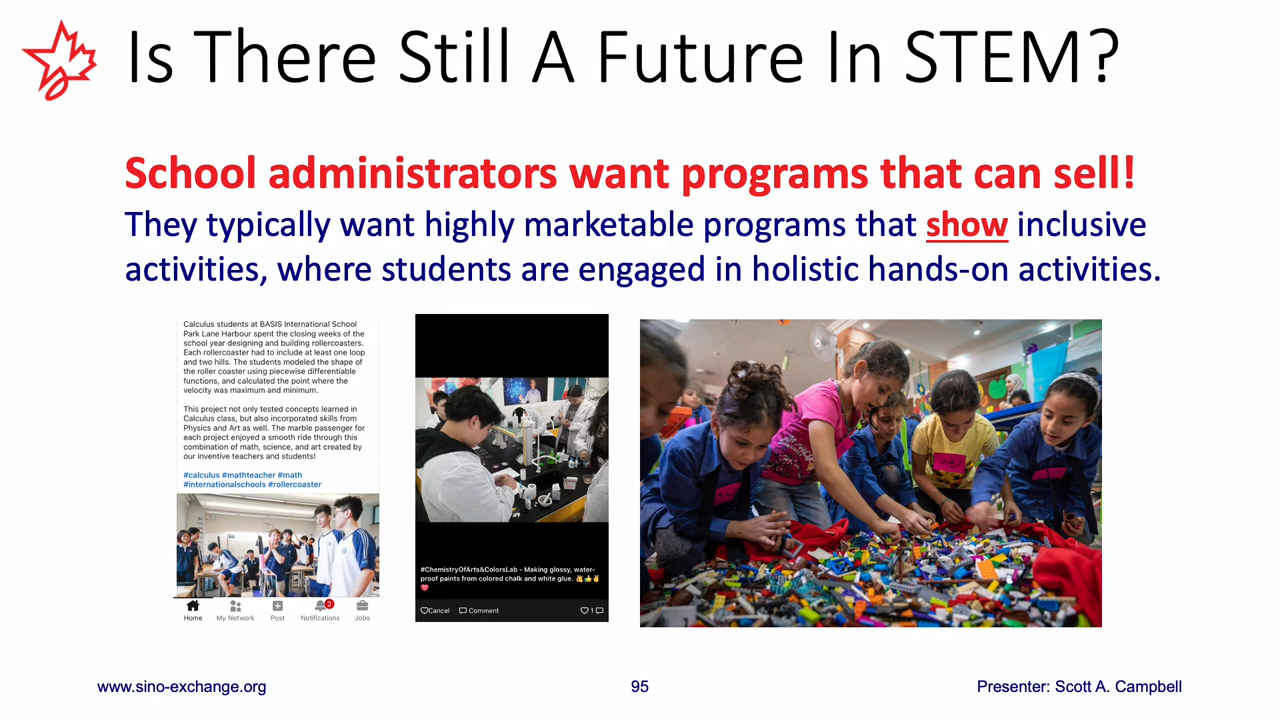 Is There Still A Future In STEM?
School administrators want programs that can sell!
They typically want highly marketable programs that show inclusive
activities, where students are engaged in holistic hands-on activities.
Calculus students at BASIS International School
Park Lane Harbour spent the closing weeks of the
school year designing and building rollercoasters.
Each rollercoaster had to include at least one loop
and two hills. The students modeled the shape of
the roller coaster using piecewise differentiable
functions, and calculated the point where the
velocity was maximum and minimum.
This project not only tested concepts learned in
Calculus class, but also incorporated skills from
Physics and Art as well. The marble passenger for
each project enjoyed a smooth ride through this
combination of math, science, and art created by
our inventive teachers and students!
#calculus #mathteacher #math
#internationalschools #rollercoaster
2
Home My Network Post Notifications Jobs
#ChemistryOfArts&ColorsLab - Making glossy, water-
proof paints from colored chalk and white glue. 🤗👍✌
❤
Cancel Comment 1
www.sino-exchange.org 95 Presenter: Scott A. Campbell